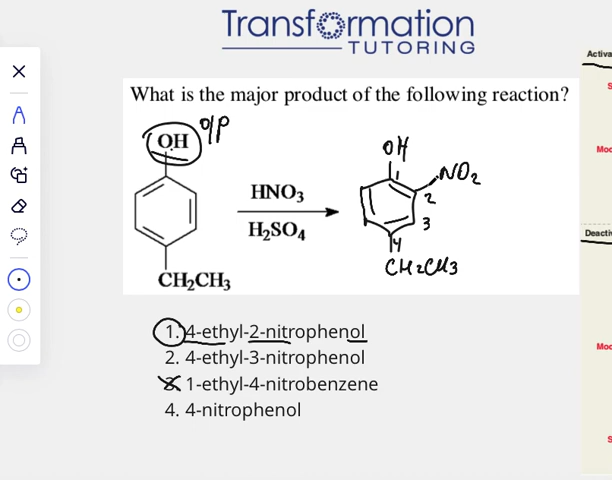 Transformation
TUTORING
Activa
What is the major product of the following reaction?
OH
o/p
HNO3
H2SO4
CH2CH3
OH
1
NO2
2
3
4
CH2CH3
Deacti
Moc
1. 4-ethyl-2-nitrophenol
2. 4-ethyl-3-nitrophenol
3. 1-ethyl-4-nitrobenzene
4. 4-nitrophenol
Moc
S
S